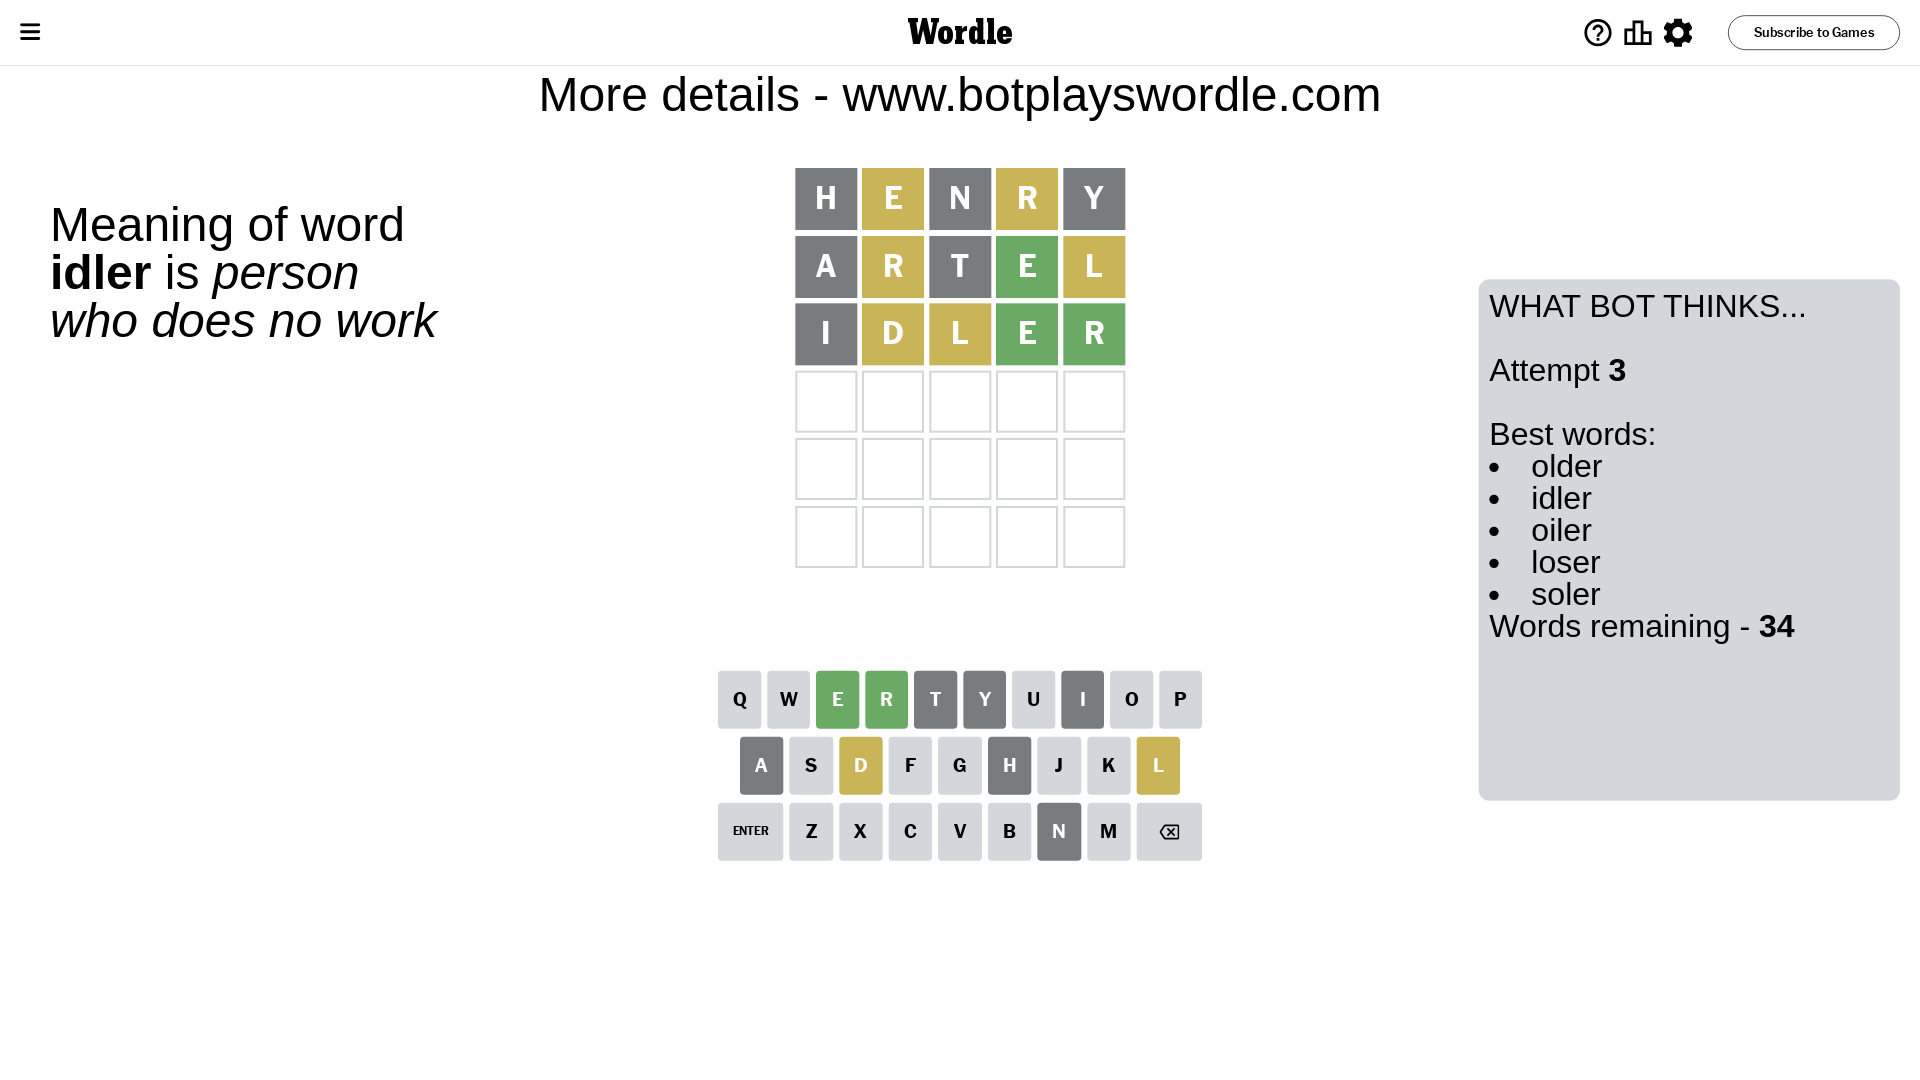 Wordle
Subscribe to Games
More details - www.botplayswordle.com
Meaning of word
idler is person
who does no work
H E N R Y
A R T E L
I D L E R
WHAT BOT THINKS...
Attempt 3
Best words:
• older
• idler
• oiler
• loser
• soler
Words remaining - 34
Q W E R T Y U I O P
A S D F G H J K L
ENTER Z X C V B N M